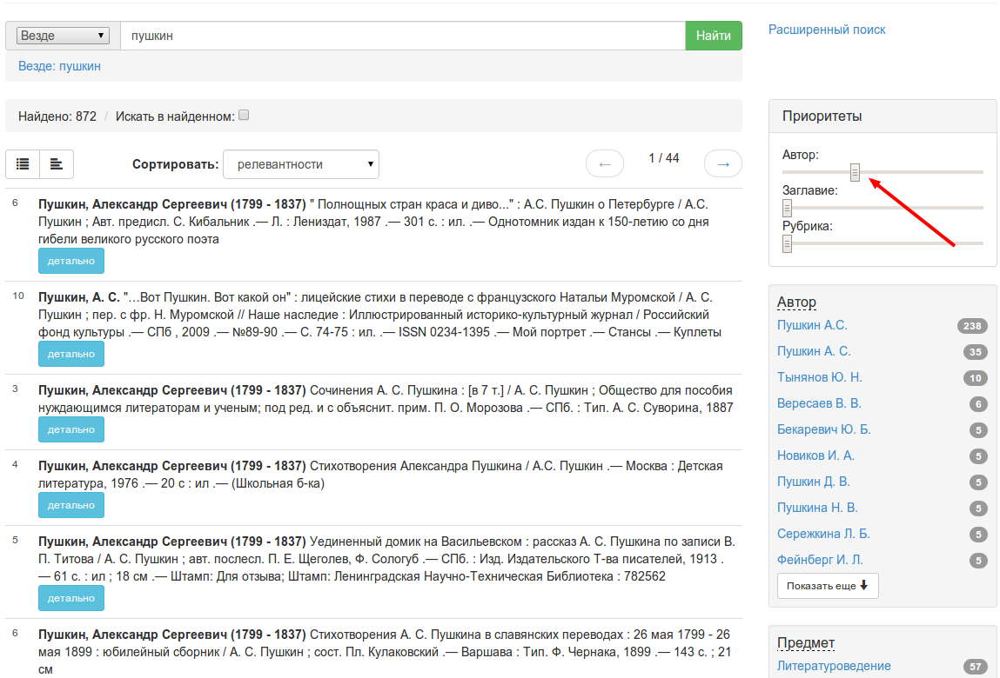 Везде
пушкин
Найти
Расширенный поиск
Везде: пушкин
Найдено: 872 / Искать в найденном:
Сортировать: релевантности
← 1 / 44 →
6
Пушкин, Александр Сергеевич (1799 - 1837) " Полнощных стран краса и диво..." : А.С. Пушкин о Петербурге / А.С.
Пушкин ; Авт. предисл. С. Кибальник .— Л. : Лениздат, 1987 .— 301 с. : ил. .— Однотомник издан к 150-летию со дня
гибели великого русского поэта
детально
10
Пушкин, А. С. "…Вот Пушкин. Вот какой он" : лицейские стихи в переводе с французского Натальи Муромской / А. С.
Пушкин ; пер. с фр. Н. Муромской // Наше наследие : Иллюстрированный историко-культурный журнал / Российский
фонд культуры .— СПб , 2009 .— №89-90 .— С. 74-75 : ил. .— ISSN 0234-1395 .— Мой портрет .— Стансы .— Куплеты
детально
3
Пушкин, Александр Сергеевич (1799 - 1837) Сочинения А. С. Пушкина : [в 7 т.] / А. С. Пушкин ; Общество для пособия
нуждающимся литераторам и ученым; под ред. и с объяснит. прим. П. О. Морозова .— СПб. : Тип. А. С. Суворина, 1887
детально
4
Пушкин, Александр Сергеевич (1799 - 1837) Стихотворения Александра Пушкина / А.С. Пушкин .— Москва : Детская
литература, 1976 .— 20 с : ил .— (Школьная б-ка)
детально
5
Пушкин, Александр Сергеевич (1799 - 1837) Уединенный домик на Васильевском : рассказ А. С. Пушкина по записи В.
П. Титова / А. С. Пушкин ; авт. послесл. П. Е. Щеголев, Ф. Сологуб .— СПб. : Изд. Издательского Т-ва писателей, 1913 .
— 61 с. : ил ; 18 см .— Штамп: Для отзыва; Штамп: Ленинградская Научно-Техническая Библиотека : 782562
детально
6
Пушкин, Александр Сергеевич (1799 - 1837) Стихотворения А. С. Пушкина в славянских переводах : 26 мая 1799 - 26
мая 1899 : юбилейный сборник / А. С. Пушкин ; сост. Пл. Кулаковский .— Варшава : Тип. Ф. Чернака, 1899 .— 143 с. ; 21
см
Приоритеты
Автор:
Заглавие:
Рубрика:
Автор
Пушкин А.С. 238
Пушкин А. С. 35
Тынянов Ю. Н. 10
Вересаев В. В. 6
Бекаревич Ю. Б. 5
Новиков И. А. 5
Пушкин Д. В. 5
Пушкина Н. В. 5
Сережкина Л. Б. 5
Фейнберг И. Л. 5
Показать еще
Предмет
Литературоведение 57